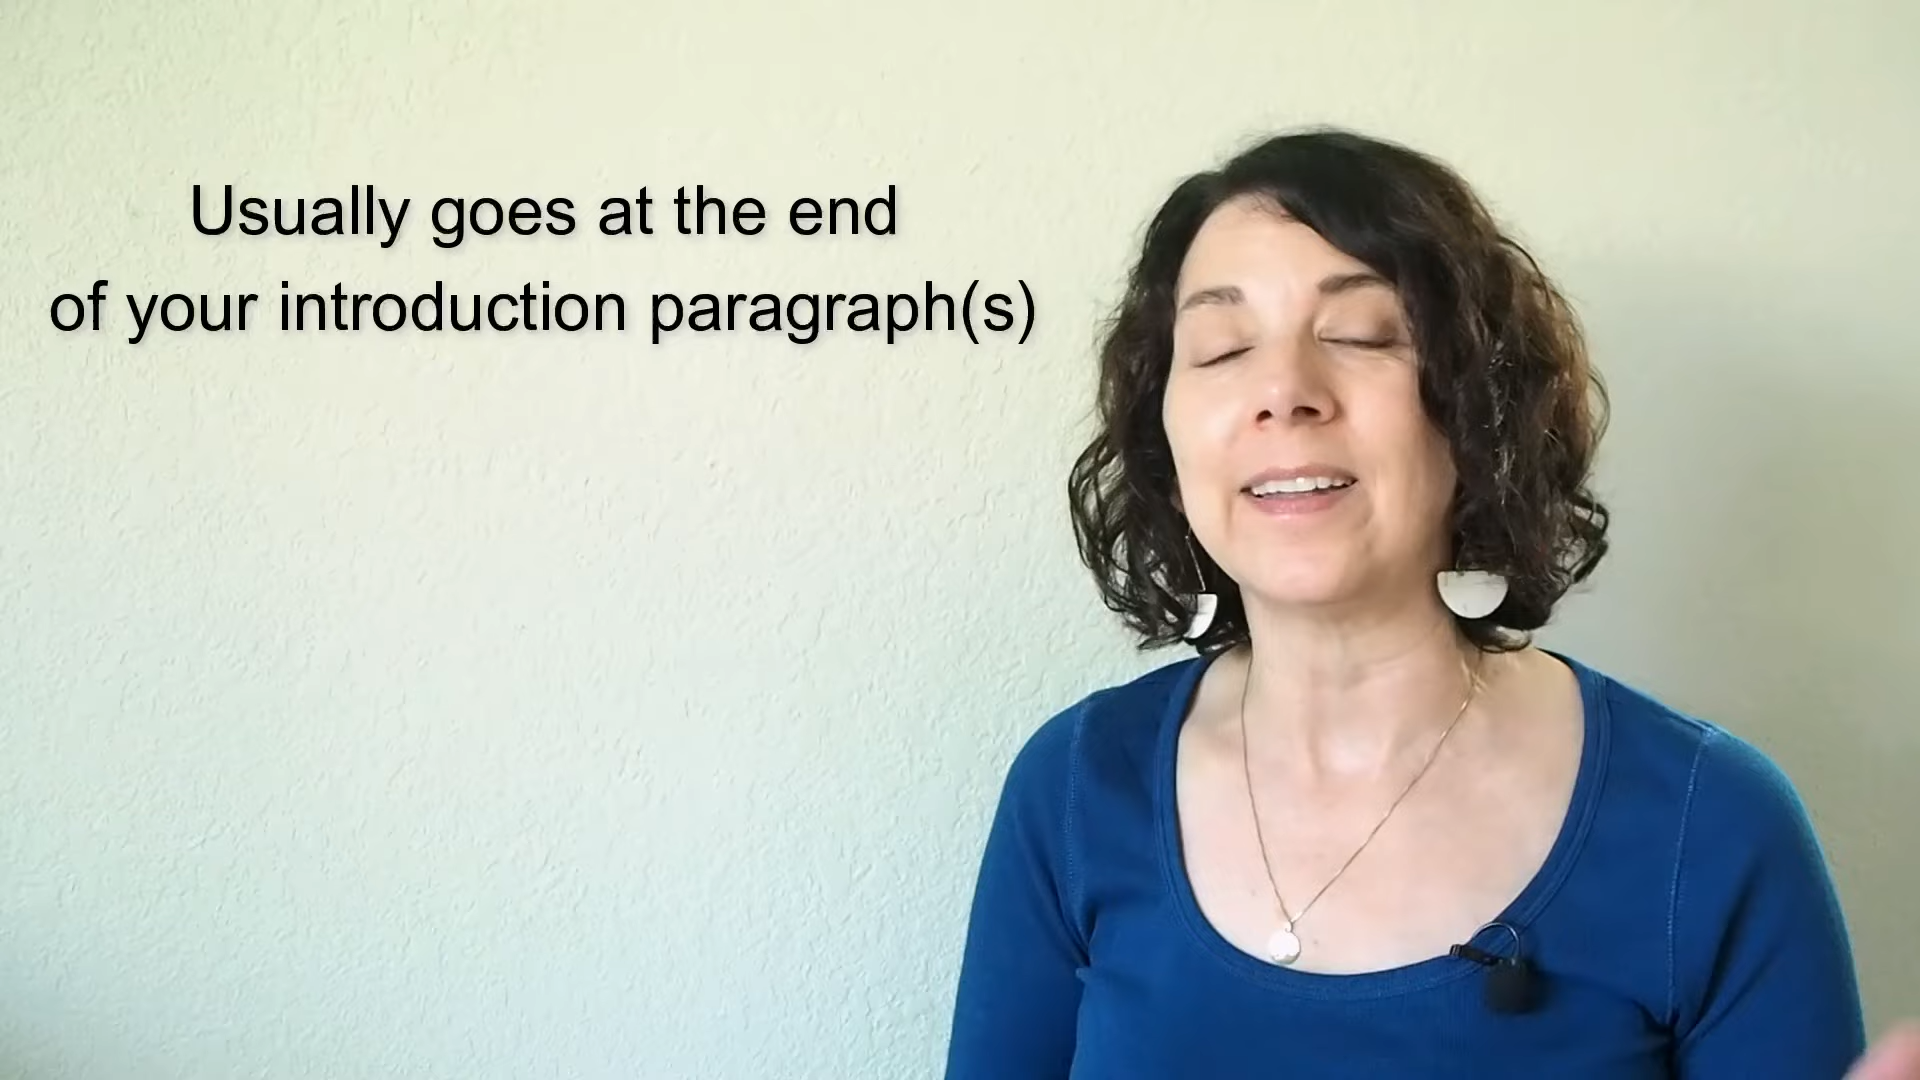 Usually goes at the end
of your introduction paragraph(s)